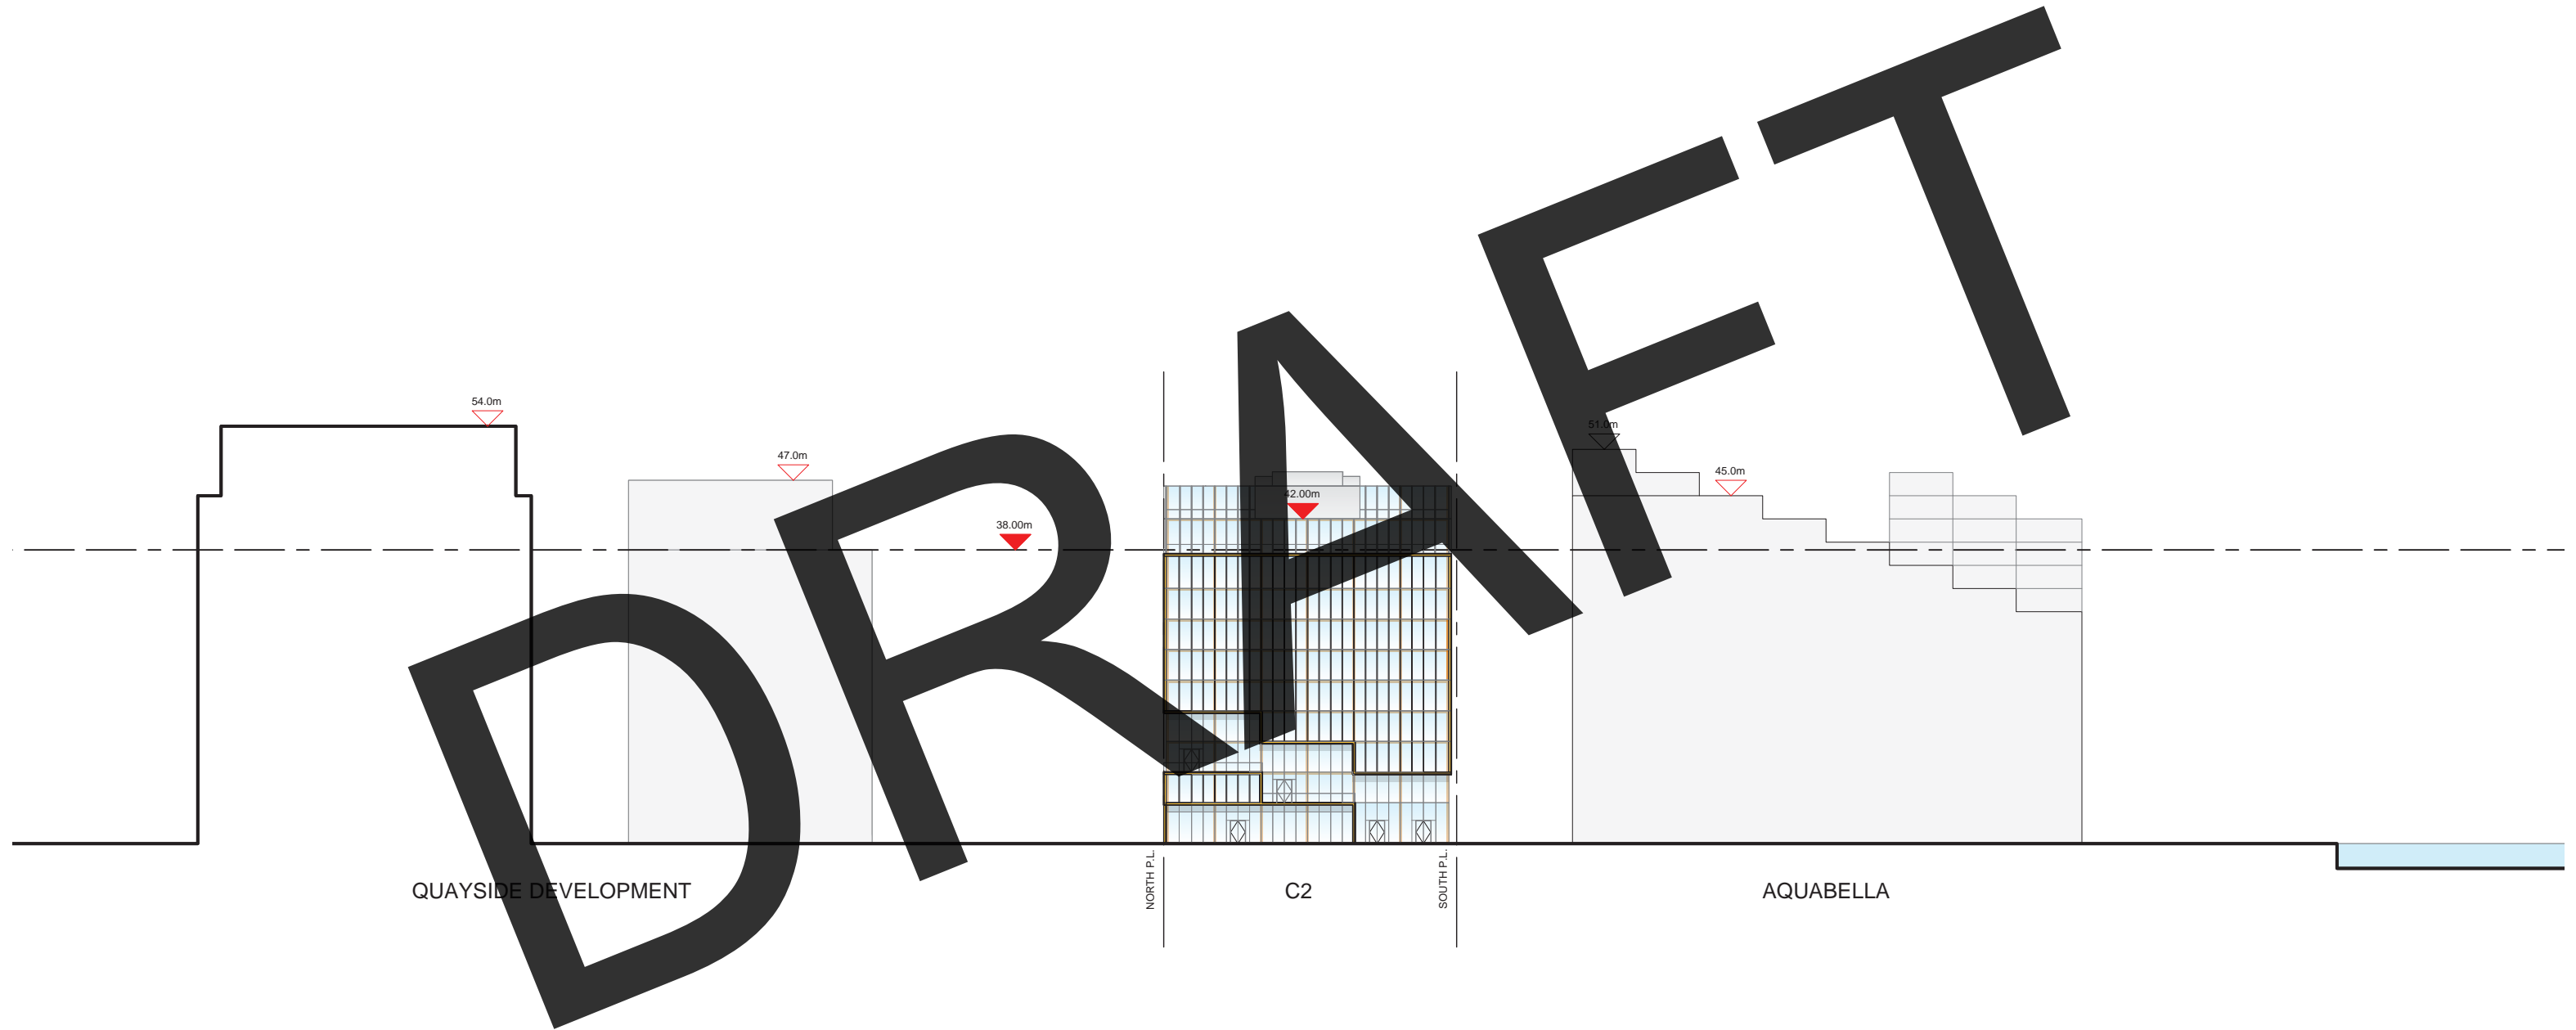 DRAFT
54.0m
47.0m
38.00m
42.00m
51.0m
45.0m
NORTH P.L.
SOUTH P.L.
QUAYSIDE DEVELOPMENT
C2
AQUABELLA